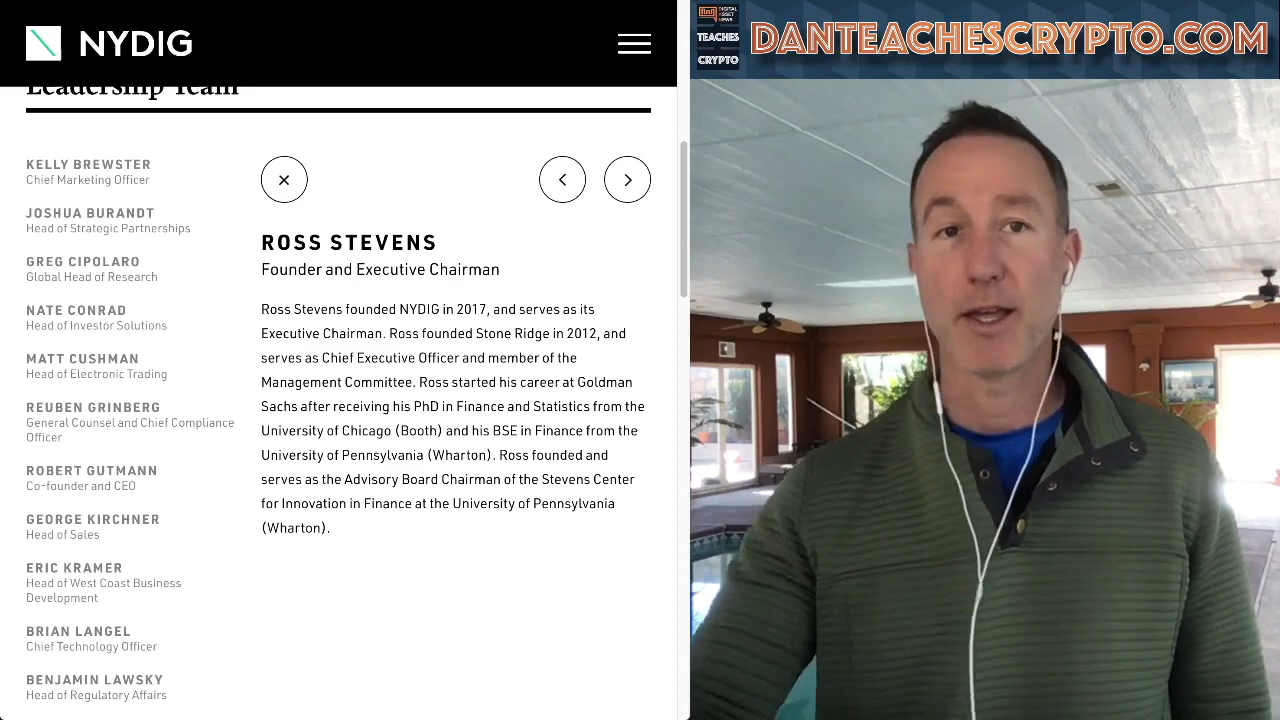 NYDIG
Leadership Team
KELLY BREWSTER
Chief Marketing Officer
JOSHUA BURANDT
Head of Strategic Partnerships
GREG CIPOLARO
Global Head of Research
NATE CONRAD
Head of Investor Solutions
MATT CUSHMAN
Head of Electronic Trading
REUBEN GRINBERG
General Counsel and Chief Compliance
Officer
ROBERT GUTMANN
Co-founder and CEO
GEORGE KIRCHNER
Head of Sales
ERIC KRAMER
Head of West Coast Business
Development
BRIAN LANGEL
Chief Technology Officer
BENJAMIN LAWSKY
Head of Regulatory Affairs
ROSS STEVENS
Founder and Executive Chairman
Ross Stevens founded NYDIG in 2017, and serves as its
Executive Chairman. Ross founded Stone Ridge in 2012, and
serves as Chief Executive Officer and member of the
Management Committee. Ross started his career at Goldman
Sachs after receiving his PhD in Finance and Statistics from the
University of Chicago (Booth) and his BSE in Finance from the
University of Pennsylvania (Wharton). Ross founded and
serves as the Advisory Board Chairman of the Stevens Center
for Innovation in Finance at the University of Pennsylvania
(Wharton).
DIGITAL
ASSET
NEWS
TEACHES
CRYPTO
DANTEACHESCRYPTO.COM